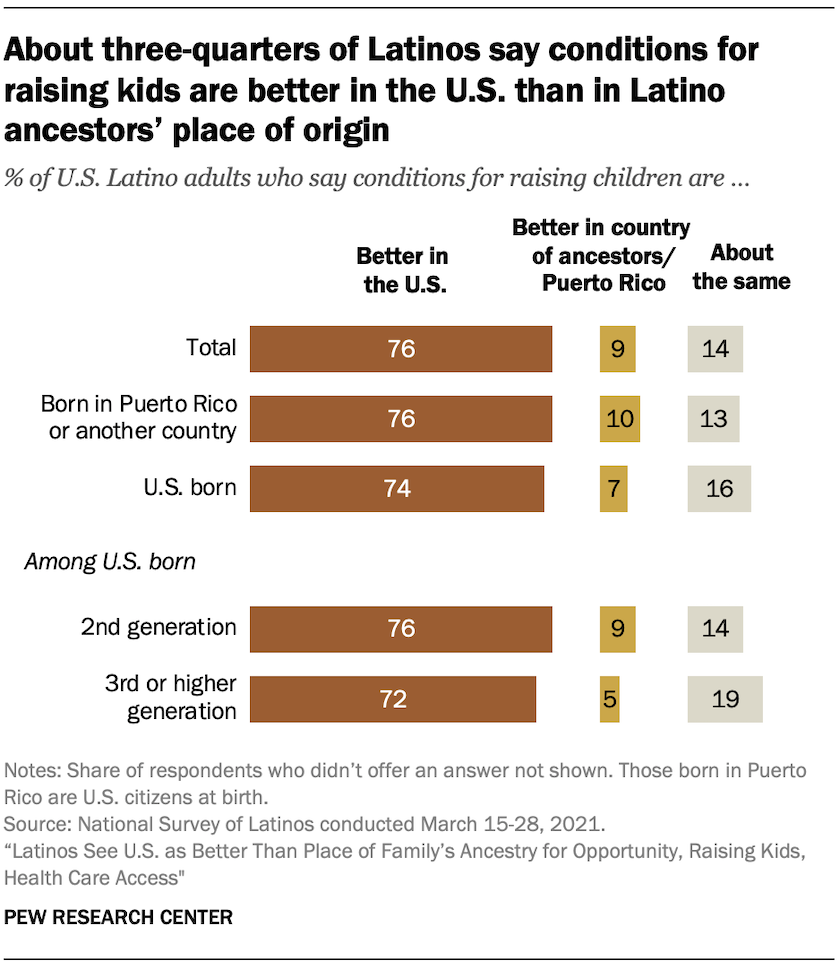 About three-quarters of Latinos say conditions for
raising kids are better in the U.S. than in Latino
ancestors’ place of origin
% of U.S. Latino adults who say conditions for raising children are ...
Better in
the U.S.
Better in country
of ancestors/
Puerto Rico
About
the same
Total 76 9 14
Born in Puerto Rico
or another country 76 10 13
U.S. born 74 7 16
Among U.S. born
2nd generation 76 9 14
3rd or higher
generation 72 5 19
Notes: Share of respondents who didn’t offer an answer not shown. Those born in Puerto
Rico are U.S. citizens at birth.
Source: National Survey of Latinos conducted March 15-28, 2021.
“Latinos See U.S. as Better Than Place of Family’s Ancestry for Opportunity, Raising Kids,
Health Care Access"
PEW RESEARCH CENTER